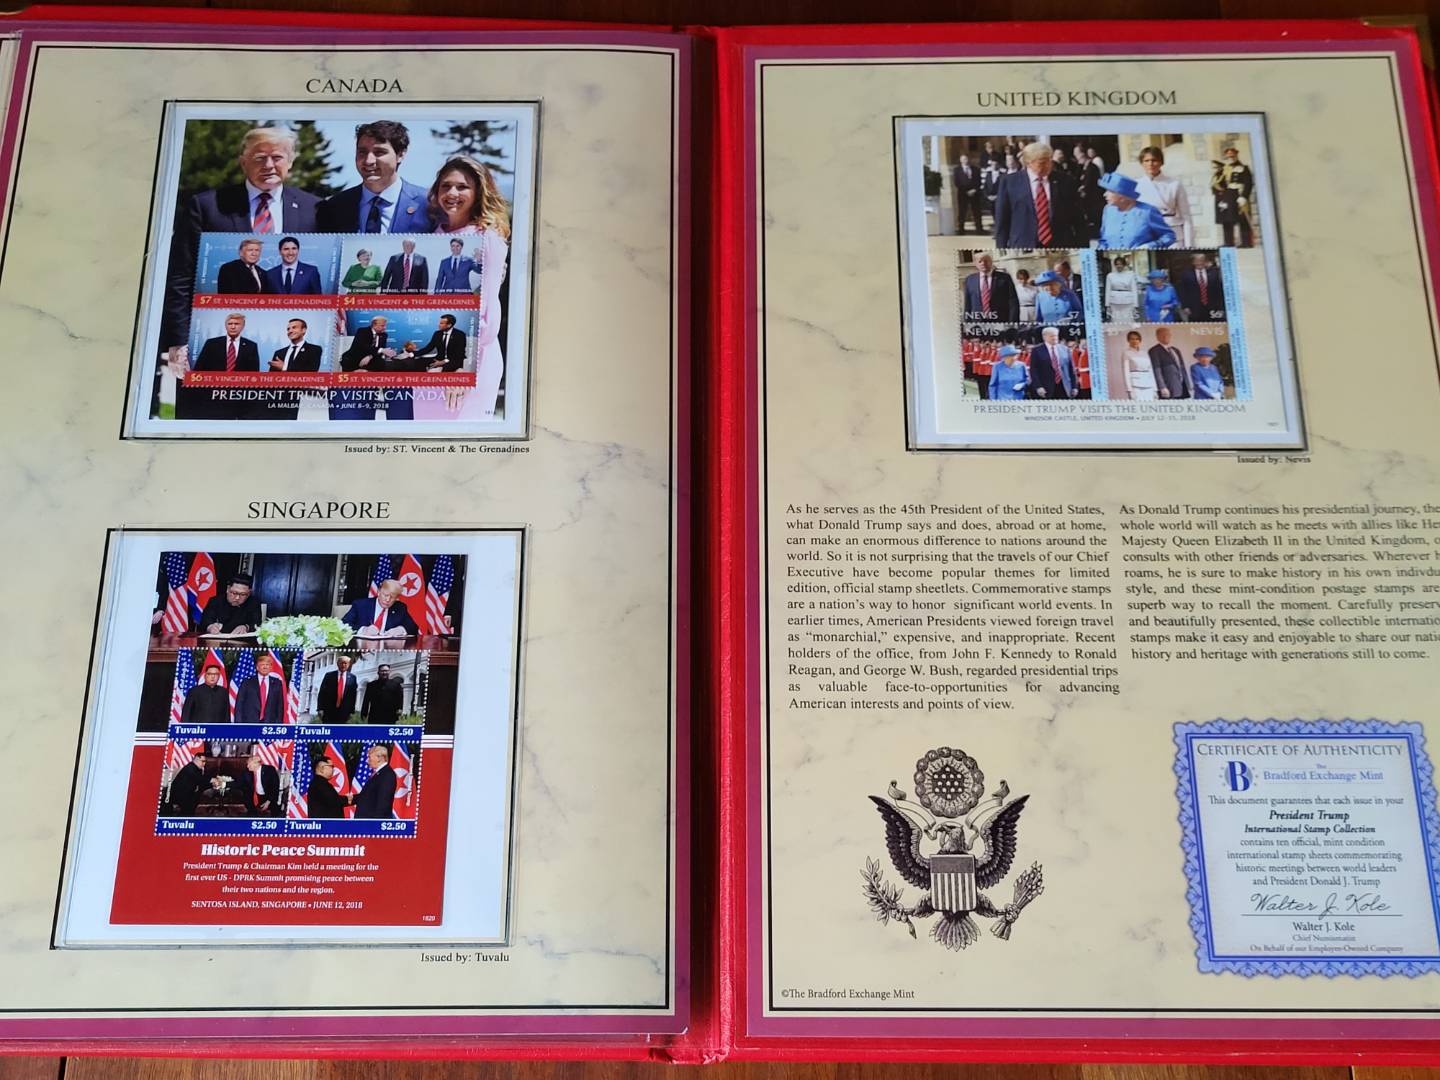 CANADA
$7 ST. VINCENT & THE GRENADINES
$4 ST. VINCENT & THE GRENADINES
$6 ST. VINCENT & THE GRENADINES
$5 ST. VINCENT & THE GRENADINES
PRESIDENT TRUMP VISITS CANADA
LA MALBAIE, CANADA • JUNE 8-9, 2018
Issued by: ST. Vincent & The Grenadines
SINGAPORE
Tuvalu $2.50
Tuvalu $2.50
Tuvalu $2.50
Tuvalu $2.50
Historic Peace Summit
President Trump & Chairman Kim held a meeting for the
first ever US - DPRK Summit promising peace between
their two nations and the region.
SENTOSA ISLAND, SINGAPORE • JUNE 12, 2018
1820
Issued by: Tuvalu
UNITED KINGDOM
NEVIS $7
NEVIS $6
NEVIS $4
NEVIS
PRESIDENT TRUMP VISITS THE UNITED KINGDOM
WINDSOR CASTLE, UNITED KINGDOM • JULY 12-13, 2018
Issued by: Nevis
As he serves as the 45th President of the United States,
what Donald Trump says and does, abroad or at home,
can make an enormous difference to nations around the
world. So it is not surprising that the travels of our Chief
Executive have become popular themes for limited
edition, official stamp sheetlets. Commemorative stamps
are a nation's way to honor significant world events. In
earlier times, American Presidents viewed foreign travel
as "monarchial," expensive, and inappropriate. Recent
holders of the office, from John F. Kennedy to Ronald
Reagan, and George W. Bush, regarded presidential trips
as valuable face-to-opportunities for advancing
American interests and points of view.
As Donald Trump continues his presidential journey, the
whole world will watch as he meets with allies like He
Majesty Queen Elizabeth II in the United Kingdom, o
consults with other friends or adversaries. Wherever h
roams, he is sure to make history in his own individu
style, and these mint-condition postage stamps are
superb way to recall the moment. Carefully preserv
and beautifully presented, these collectible internatio
stamps make it easy and enjoyable to share our natio
history and heritage with generations still to come.
CERTIFICATE OF AUTHENTICITY
B The
Bradford Exchange Mint
This document guarantees that each issue in your
President Trump
International Stamp Collection
contains ten official, mint condition
international stamp sheets commemorating
historic meetings between world leaders
and President Donald J. Trump
Walter J. Kole
Walter J. Kole
Chief Numismatist
On Behalf of our Employee-Owned Company
©The Bradford Exchange Mint